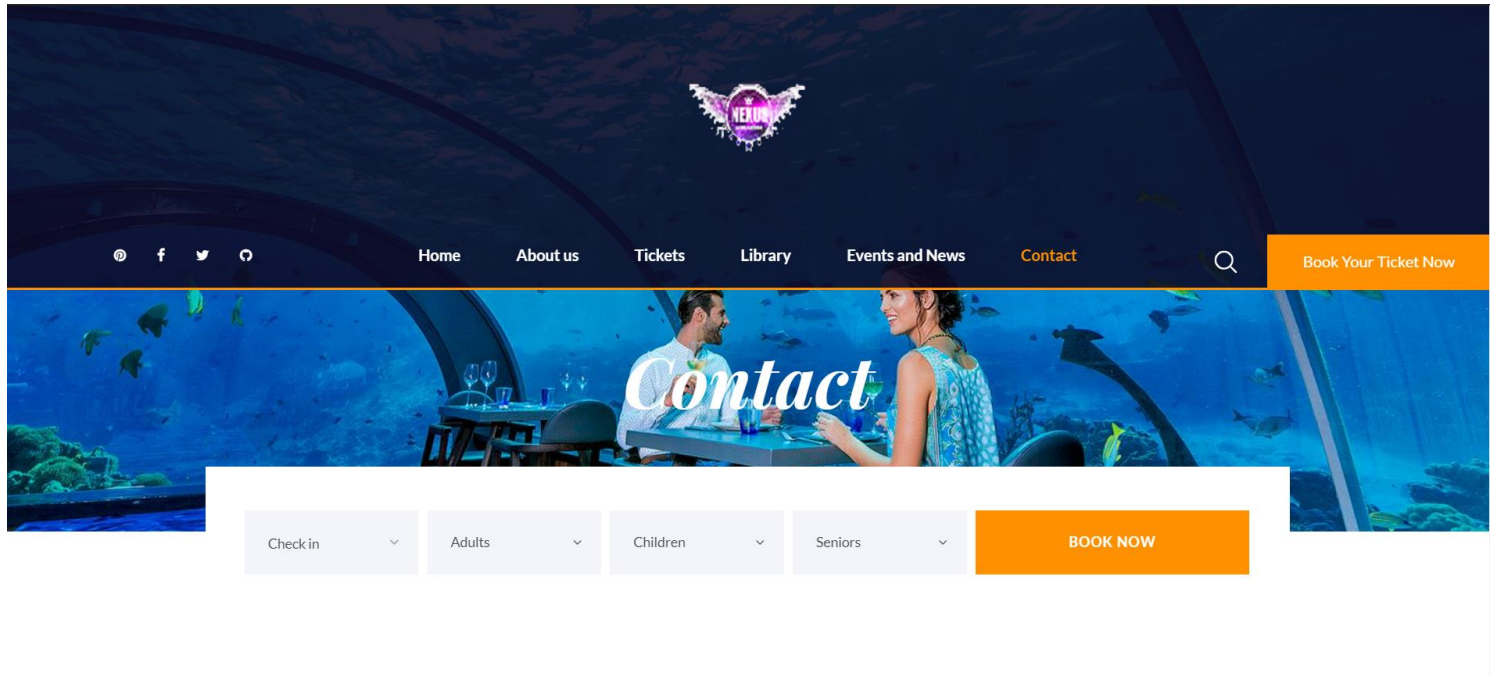 NEXUS
Home About us Tickets Library Events and News Contact
Book Your Ticket Now
Contact
Check in Adults Children Seniors BOOK NOW